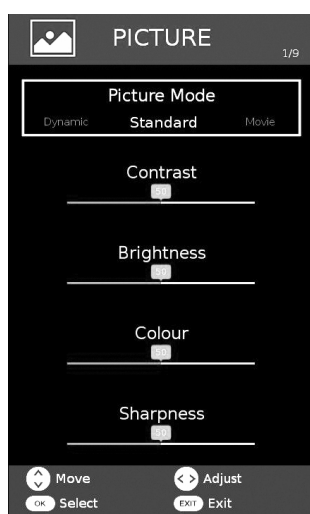 PICTURE
1/9
Picture Mode
Dynamic Standard Movie
Contrast
50
Brightness
50
Colour
50
Sharpness
50
Move Adjust
OK Select EXIT Exit